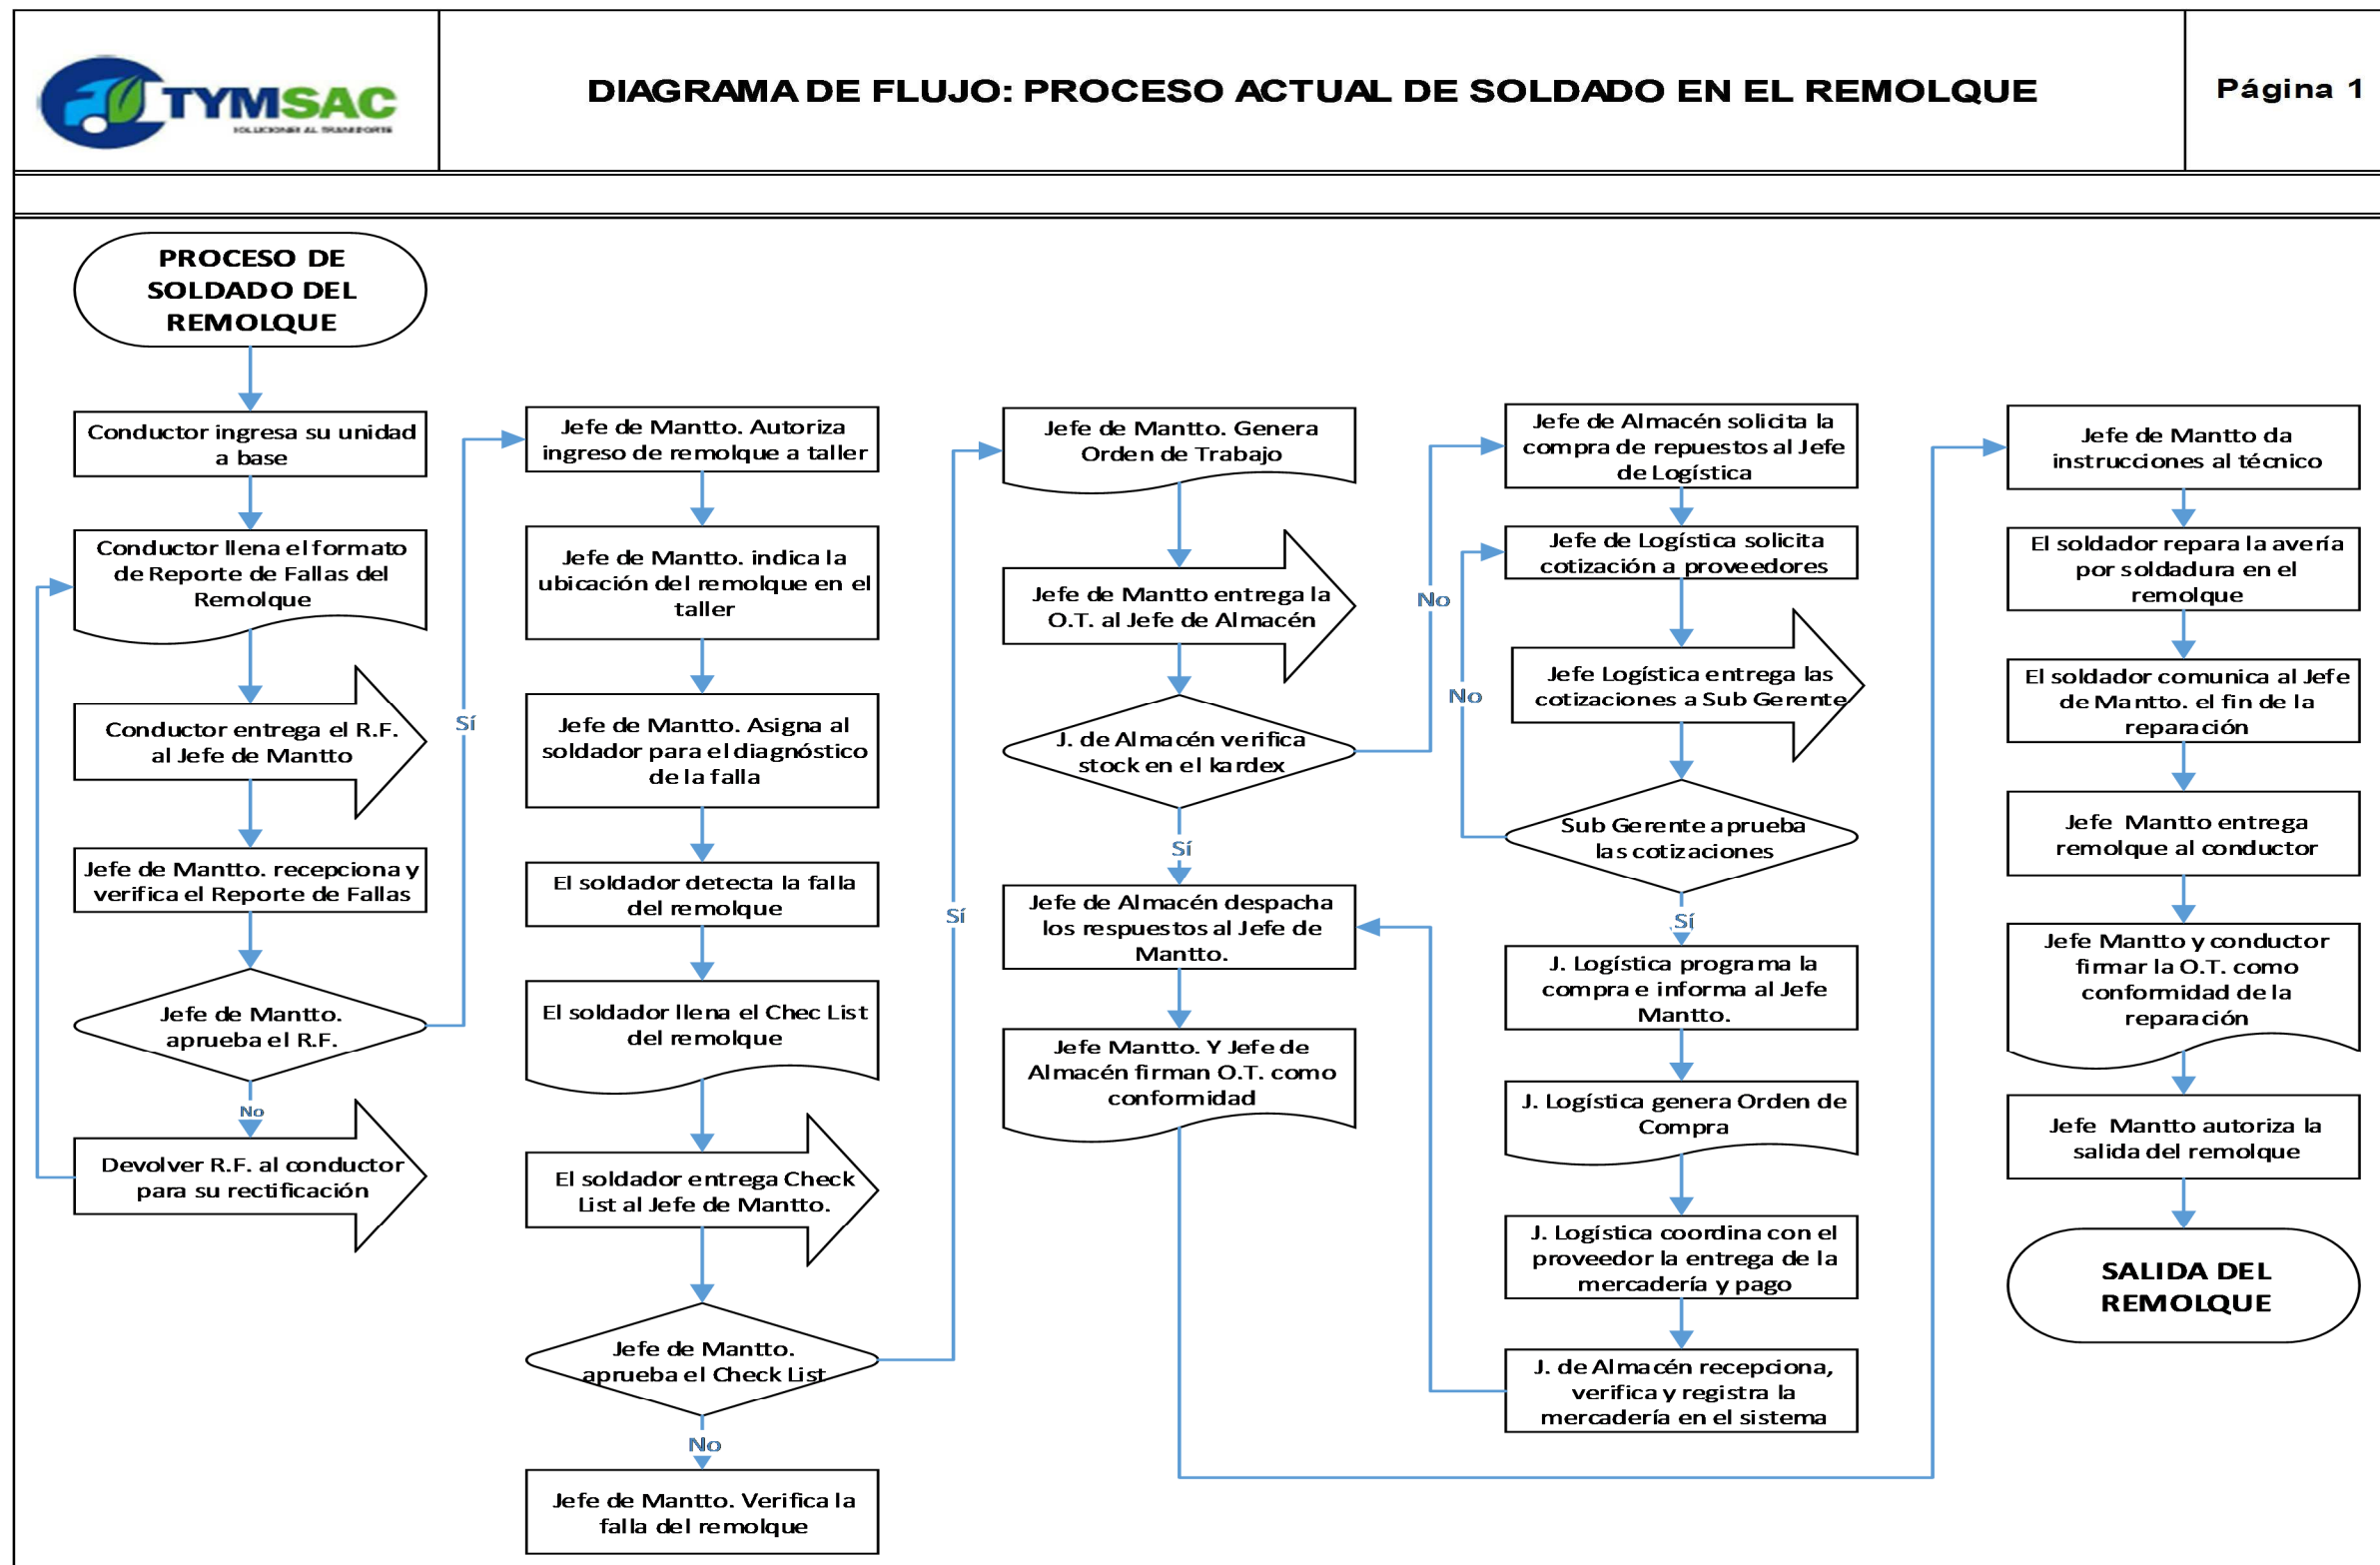 TYMSAC
SOLUCIONES AL TRANSPORTE
DIAGRAMA DE FLUJO: PROCESO ACTUAL DE SOLDADO EN EL REMOLQUE
Página 1
PROCESO DE
SOLDADO DEL
REMOLQUE
Conductor ingresa su unidad
a base
Conductor llena el formato
de Reporte de Fallas del
Remolque
Conductor entrega el R.F.
al Jefe de Mantto
Jefe de Mantto. recepciona y
verifica el Reporte de Fallas
Jefe de Mantto.
aprueba el R.F.
Sí
No
Devolver R.F. al conductor
para su rectificación
Jefe de Mantto. Autoriza
ingreso de remolque a taller
Jefe de Mantto. indica la
ubicación del remolque en el
taller
Jefe de Mantto. Asigna al
soldador para el diagnóstico
de la falla
El soldador detecta la falla
del remolque
El soldador llena el Chec List
del remolque
El soldador entrega Check
List al Jefe de Mantto.
Jefe de Mantto.
aprueba el Check List
Sí
No
Jefe de Mantto. Verifica la
falla del remolque
Jefe de Mantto. Genera
Orden de Trabajo
Jefe de Mantto entrega la
O.T. al Jefe de Almacén
J. de Almacén verifica
stock en el kardex
No
Sí
Jefe de Almacén despacha
los respuestos al Jefe de
Mantto.
Jefe Mantto. Y Jefe de
Almacén firman O.T. como
conformidad
Jefe de Almacén solicita la
compra de repuestos al Jefe
de Logística
Jefe de Logística solicita
cotización a proveedores
Jefe Logística entrega las
cotizaciones a Sub Gerente
Sub Gerente aprueba
las cotizaciones
No
Sí
J. Logística programa la
compra e informa al Jefe
Mantto.
J. Logística genera Orden de
Compra
J. Logística coordina con el
proveedor la entrega de la
mercadería y pago
J. de Almacén recepciona,
verifica y registra la
mercadería en el sistema
Jefe de Mantto da
instrucciones al técnico
El soldador repara la avería
por soldadura en el
remolque
El soldador comunica al Jefe
de Mantto. el fin de la
reparación
Jefe Mantto entrega
remolque al conductor
Jefe Mantto y conductor
firmar la O.T. como
conformidad de la
reparación
Jefe Mantto autoriza la
salida del remolque
SALIDA DEL
REMOLQUE